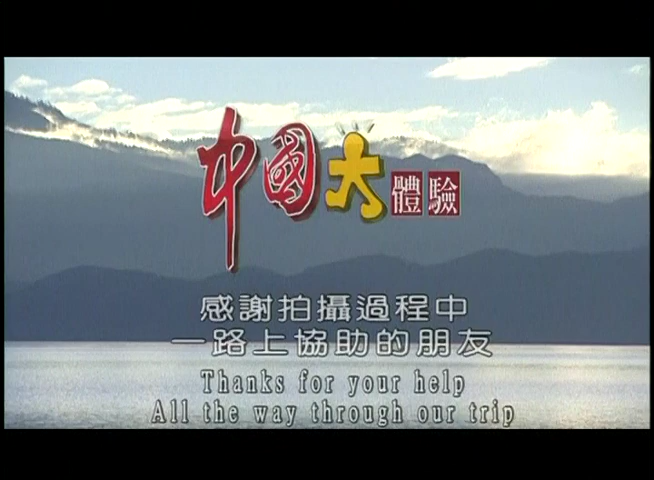 中國大體驗
感謝拍攝過程中
一路上協助的朋友
Thanks for your help
All the way through our trip